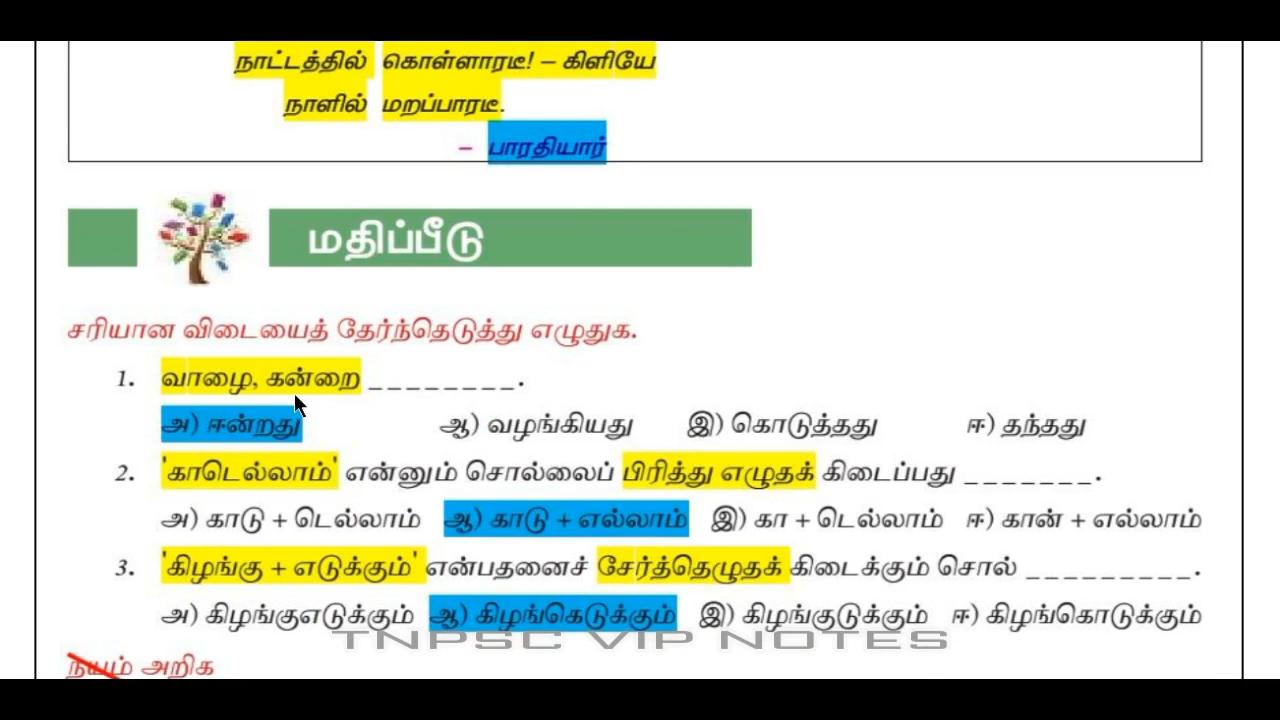 நாட்டத்தில் கொள்ளாரடீ! – கிளியே
நாளில் மறப்பாரடீ.
– பாரதியார்
மதிப்பீடு
சரியான விடையைத் தேர்ந்தெடுத்து எழுதுக.
1. வாழை, கன்றை ________.
அ) ஈன்றது ஆ) வழங்கியது இ) கொடுத்தது ஈ) தந்தது
2. 'காடெல்லாம்' என்னும் சொல்லைப் பிரித்து எழுதக் கிடைப்பது _______.
அ) காடு + டெல்லாம் ஆ) காடு + எல்லாம் இ) கா + டெல்லாம் ஈ) கான் + எல்லாம்
3. 'கிழங்கு + எடுக்கும்' என்பதனைச் சேர்த்தெழுதக் கிடைக்கும் சொல் _________.
அ) கிழங்குஎடுக்கும் ஆ) கிழங்கெடுக்கும் இ) கிழங்குடுக்கும் ஈ) கிழங்கொடுக்கும்
TNPSC VIP NOTES
நயம் அறிக